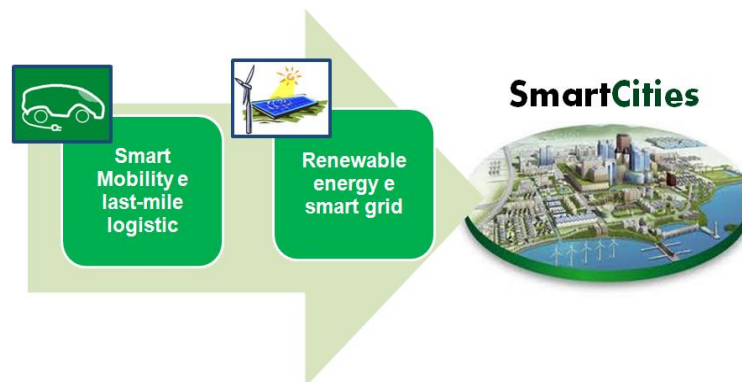 Smart
Mobility e
last-mile
logistic
Renewable
energy e
smart grid
SmartCities